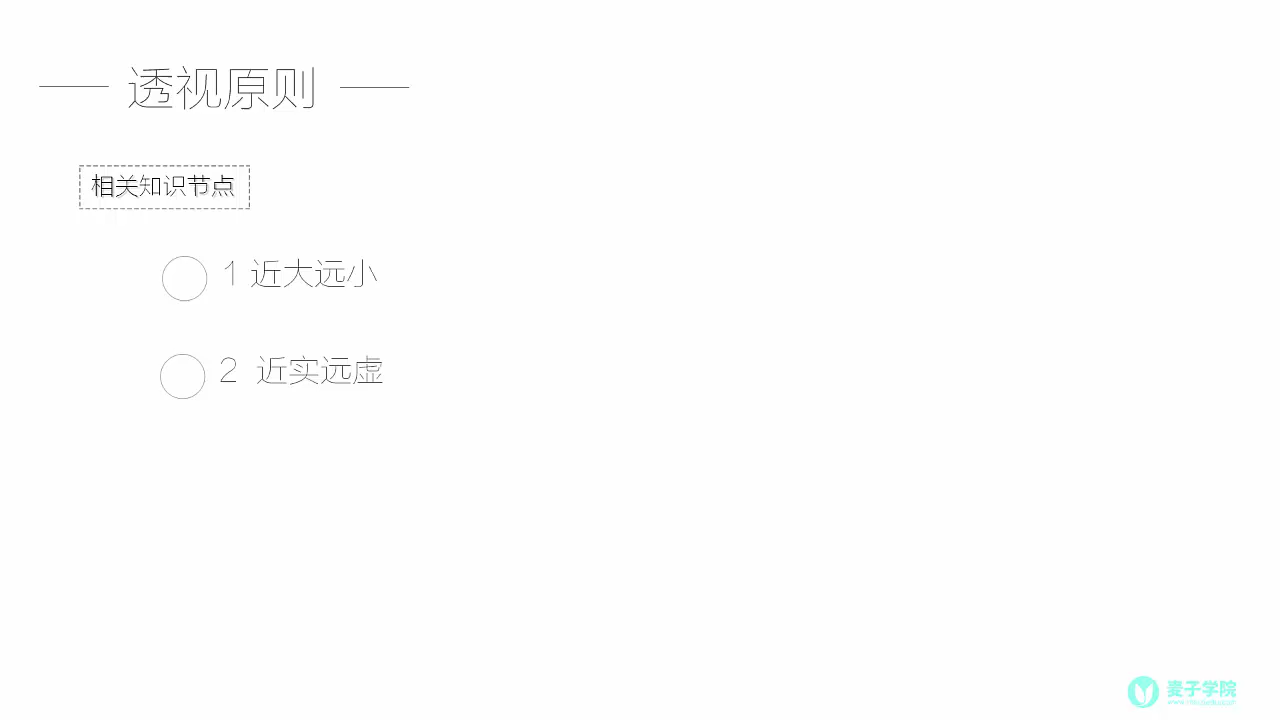 透视原则
相关知识节点
1 近大远小
2 近实远虚
麦子学院